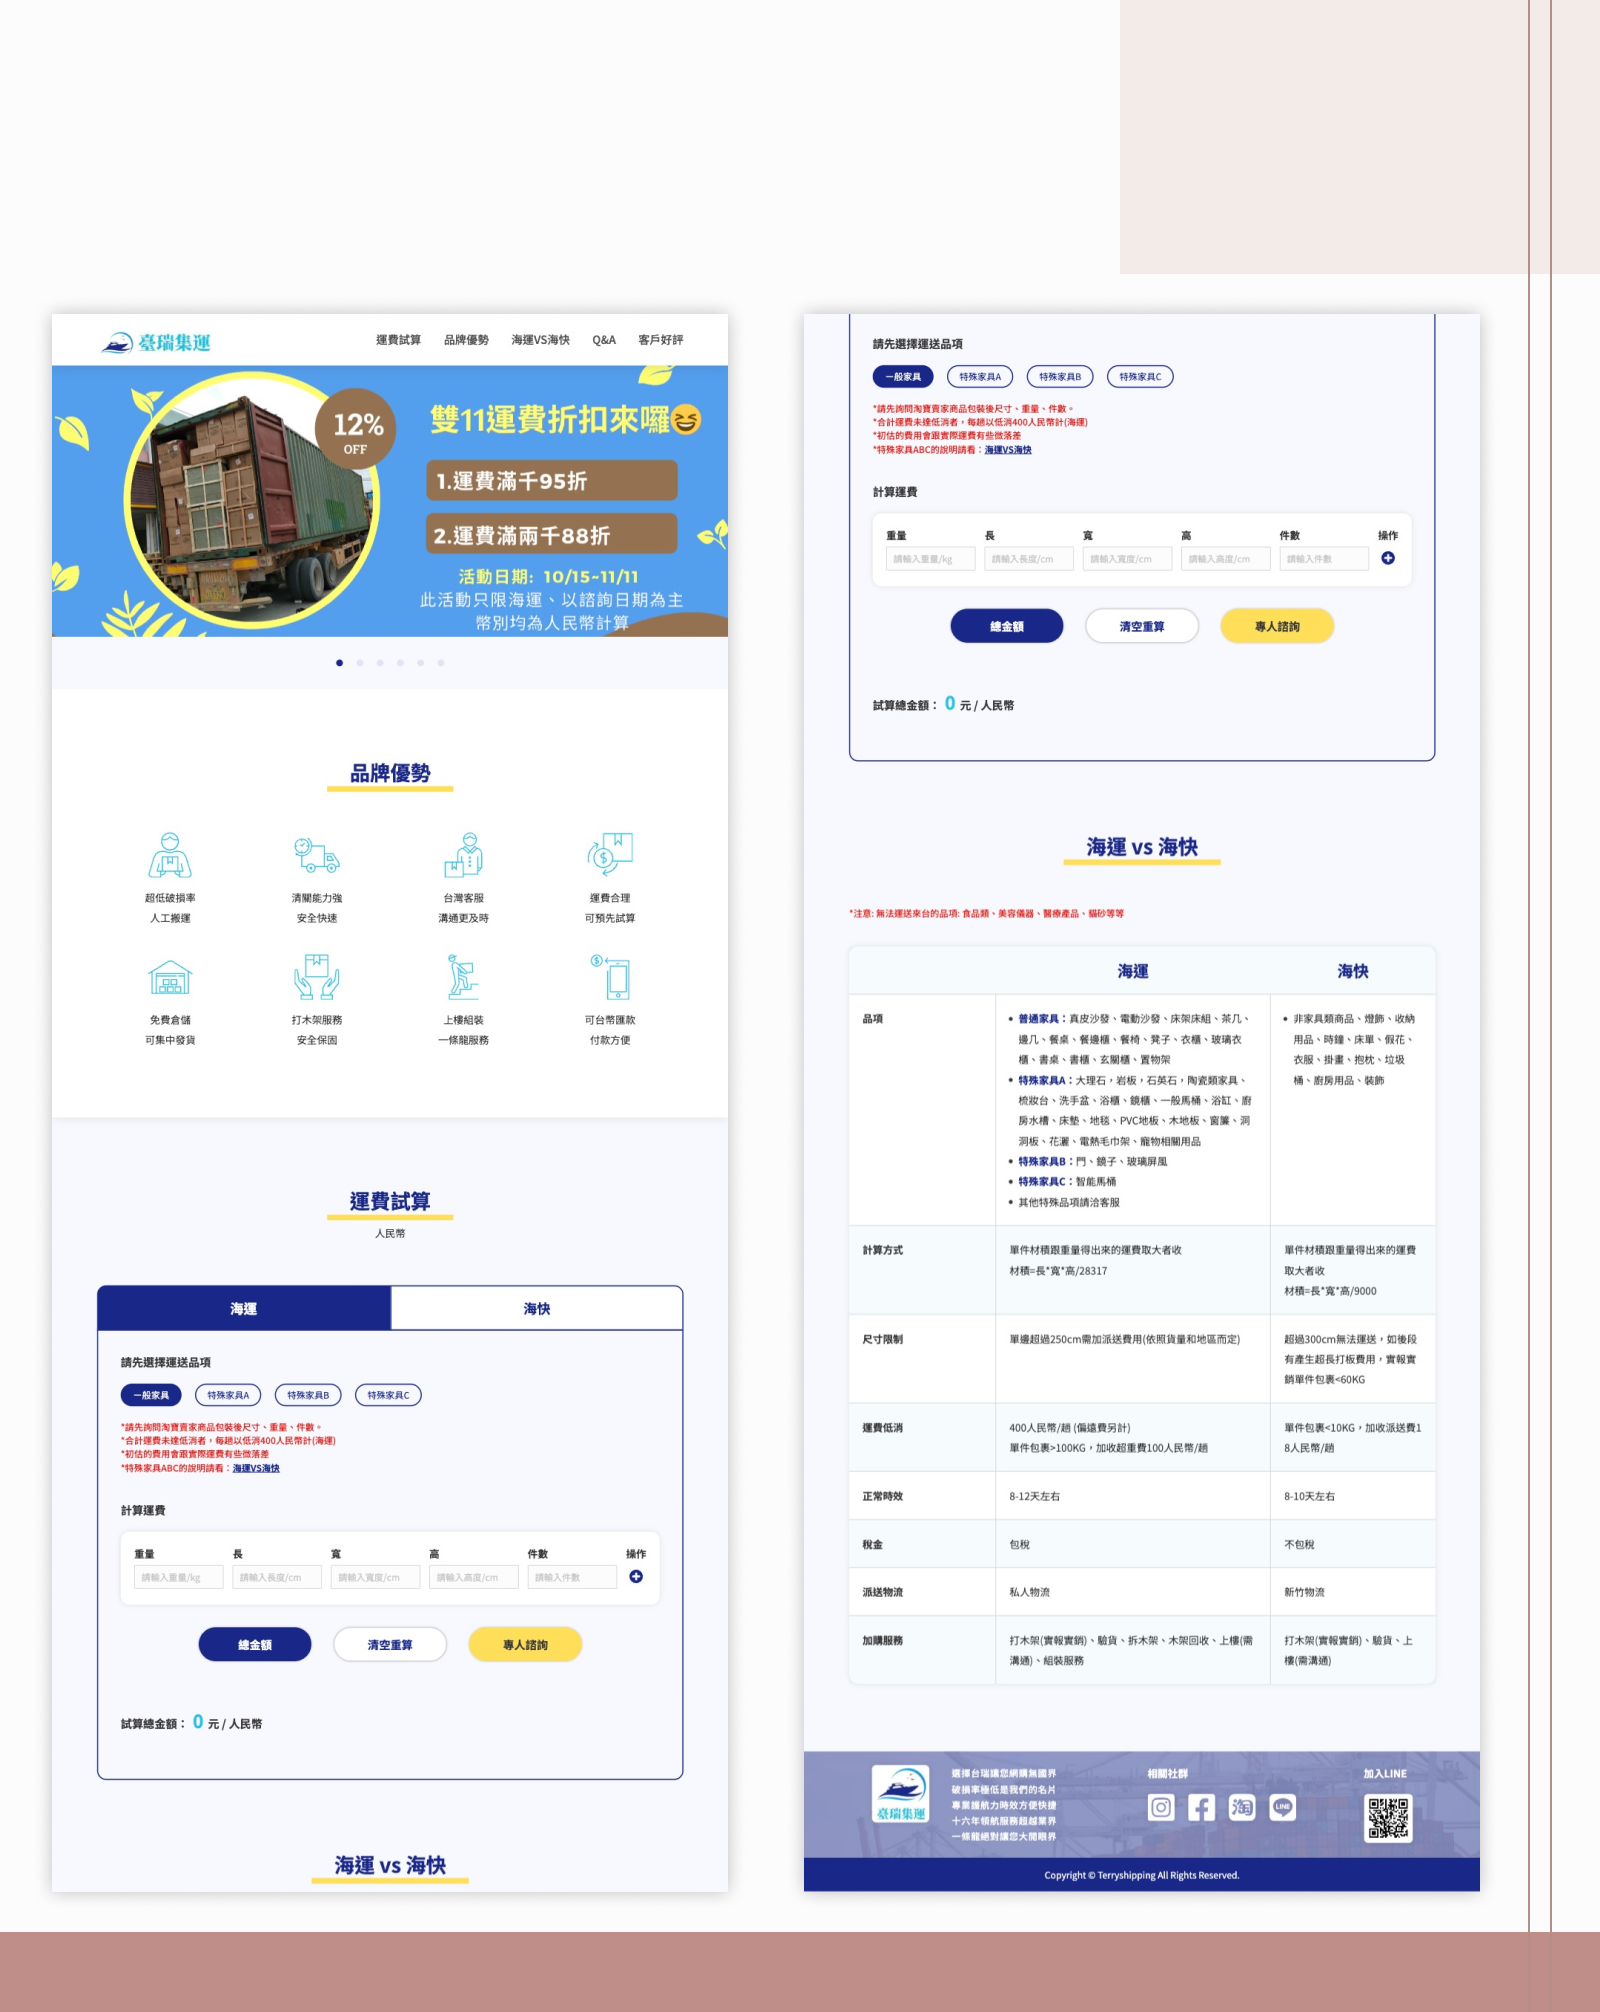 臺瑞集運
運費試算 品牌優勢 海運VS海快 Q&A 客戶好評
12%
OFF
雙11運費折扣來囉
1.運費滿千95折
2.運費滿兩千88折
活動日期: 10/15~11/11
此活動只限海運、以諮詢日期為主
幣別均為人民幣計算
品牌優勢
超低破損率 清關能力強 台灣客服 運費合理
人工搬運 安全快速 溝通更及時 可預先試算
免費倉儲 打木架服務 上樓組裝 可台幣匯款
可集中發貨 安全保固 一條龍服務 付款方便
運費試算
人民幣
海運 海快
請先選擇運送品項
一般家具 特殊家具A 特殊家具B 特殊家具C
*請先詢問淘寶賣家商品包裝後尺寸、重量、件數。
*合計運費未達低消者，每趟以低消400人民幣計(海運)
*初估的費用會跟實際運費有些微落差
*特殊家具ABC的說明請看：海運VS海快
計算運費
重量 長 寬 高 件數 操作
請輸入重量/kg 請輸入長度/cm 請輸入寬度/cm 請輸入高度/cm 請輸入件數
總金額 清空重算 專人諮詢
試算總金額： 0 元 / 人民幣
海運 vs 海快
請先選擇運送品項
一般家具 特殊家具A 特殊家具B 特殊家具C
*請先詢問淘寶賣家商品包裝後尺寸、重量、件數。
*合計運費未達低消者，每趟以低消400人民幣計(海運)
*初估的費用會跟實際運費有些微落差
*特殊家具ABC的說明請看：海運VS海快
計算運費
重量 長 寬 高 件數 操作
請輸入重量/kg 請輸入長度/cm 請輸入寬度/cm 請輸入高度/cm 請輸入件數
總金額 清空重算 專人諮詢
試算總金額： 0 元 / 人民幣
海運 vs 海快
*注意: 無法運送來台的品項: 食品類、美容儀器、醫療產品、貓砂等等
海運 海快
品項
• 普通家具：真皮沙發、電動沙發、床架床組、茶几、
邊几、餐桌、餐邊櫃、餐椅、凳子、衣櫃、玻璃衣
櫃、書桌、書櫃、玄關櫃、置物架
• 特殊家具A：大理石，岩板，石英石，陶瓷類家具、
梳妝台、洗手盆、浴櫃、鏡櫃、一般馬桶、浴缸、廚
房水槽、床墊、地毯、PVC地板、木地板、窗簾、洞
洞板、花灑、電熱毛巾架、寵物相關用品
• 特殊家具B：門、鏡子、玻璃屏風
• 特殊家具C：智能馬桶
• 其他特殊品項請洽客服
• 非家具類商品、燈飾、收納
用品、時鐘、床單、假花、
衣服、掛畫、抱枕、垃圾
桶、廚房用品、裝飾
計算方式
單件材積跟重量得出來的運費取大者收
材積=長*寬*高/28317
單件材積跟重量得出來的運費
取大者收
材積=長*寬*高/9000
尺寸限制
單邊超過250cm需加派送費用(依照貨量和地區而定)
超過300cm無法運送，如後段
有產生超長打板費用，實報實
銷單件包裹<60KG
運費低消
400人民幣/趟 (偏遠費另計)
單件包裹>100KG，加收超重費100人民幣/趟
單件包裹<10KG，加收派送費1
8人民幣/趟
正常時效 8-12天左右 8-10天左右
稅金 包稅 不包稅
派送物流 私人物流 新竹物流
加購服務
打木架(實報實銷)、驗貨、拆木架、木架回收、上樓(需
溝通)、組裝服務
打木架(實報實銷)、驗貨、上
樓(需溝通)
臺瑞集運
選擇台瑞讓您網購無國界
破損率極低是我們的名片
專業護航力時效方便快捷
十六年領航服務超越業界
一條龍絕對讓您大開眼界
相關社群
淘
LINE
加入LINE
Copyright © Terryshipping All Rights Reserved.